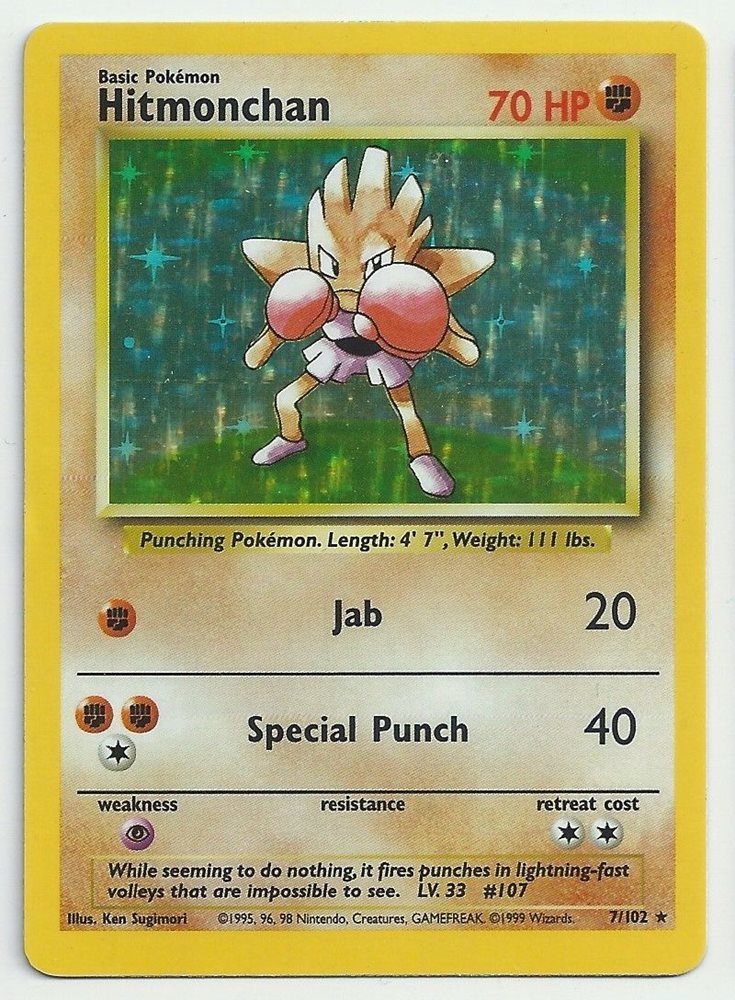 Basic Pokémon
Hitmonchan 70 HP
Punching Pokémon. Length: 4' 7", Weight: 111 lbs.
Jab 20
Special Punch 40
weakness resistance retreat cost
While seeming to do nothing, it fires punches in lightning-fast
volleys that are impossible to see. LV. 33 #107
Illus. Ken Sugimori ©1995, 96, 98 Nintendo, Creatures, GAMEFREAK. ©1999 Wizards. 7/102 ★